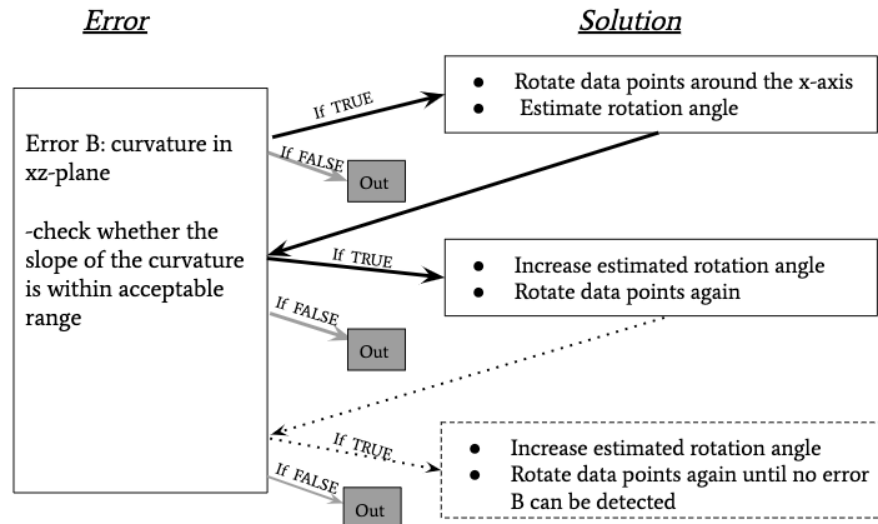 Error
Solution
Error B: curvature in
xz-plane
-check whether the
slope of the curvature
is within acceptable
range
If TRUE
● Rotate data points around the x-axis
● Estimate rotation angle
If FALSE
Out
If TRUE
● Increase estimated rotation angle
● Rotate data points again
If FALSE
Out
If TRUE
● Increase estimated rotation angle
● Rotate data points again until no error
B can be detected
If FALSE
Out